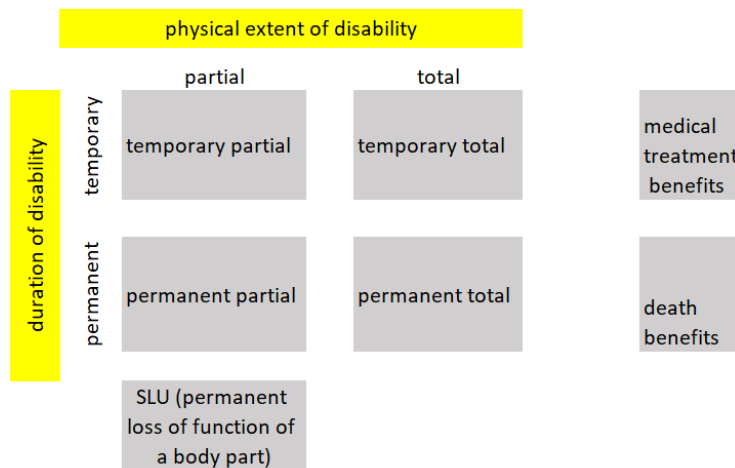 physical extent of disability
partial
total
duration of disability
temporary
temporary partial
temporary total
medical
treatment
benefits
permanent
permanent partial
permanent total
death
benefits
SLU (permanent
loss of function of
a body part)